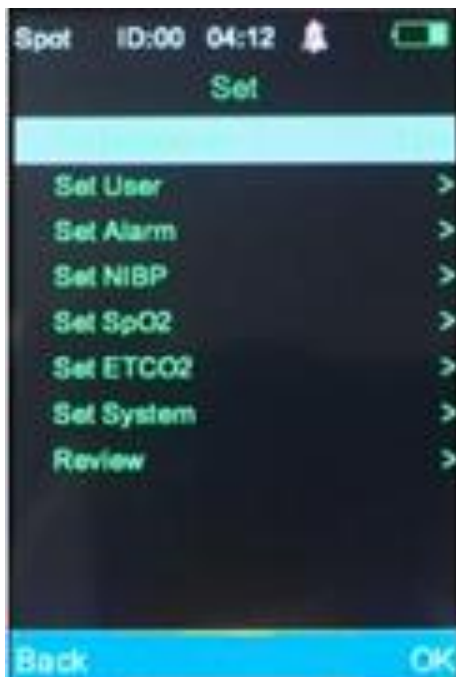 Spot ID:00 04:12
Set
Set User >
Set Alarm >
Set NIBP >
Set SpO2 >
Set ETCO2 >
Set System >
Review >
Back OK